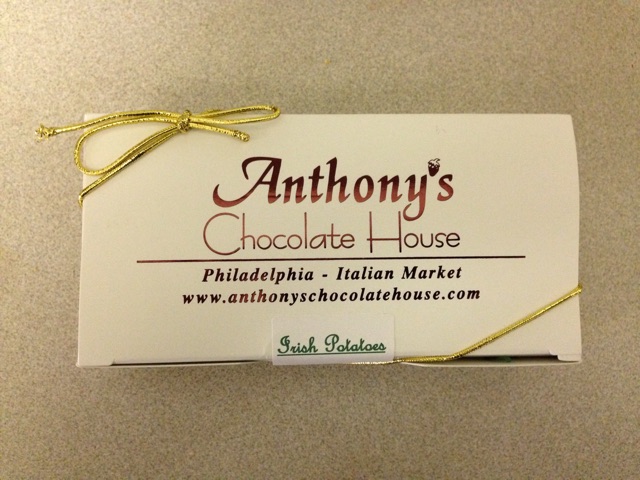 Anthony's
Chocolate House
Philadelphia - Italian Market
www.anthonyschocolatehouse.com
Irish Potatoes